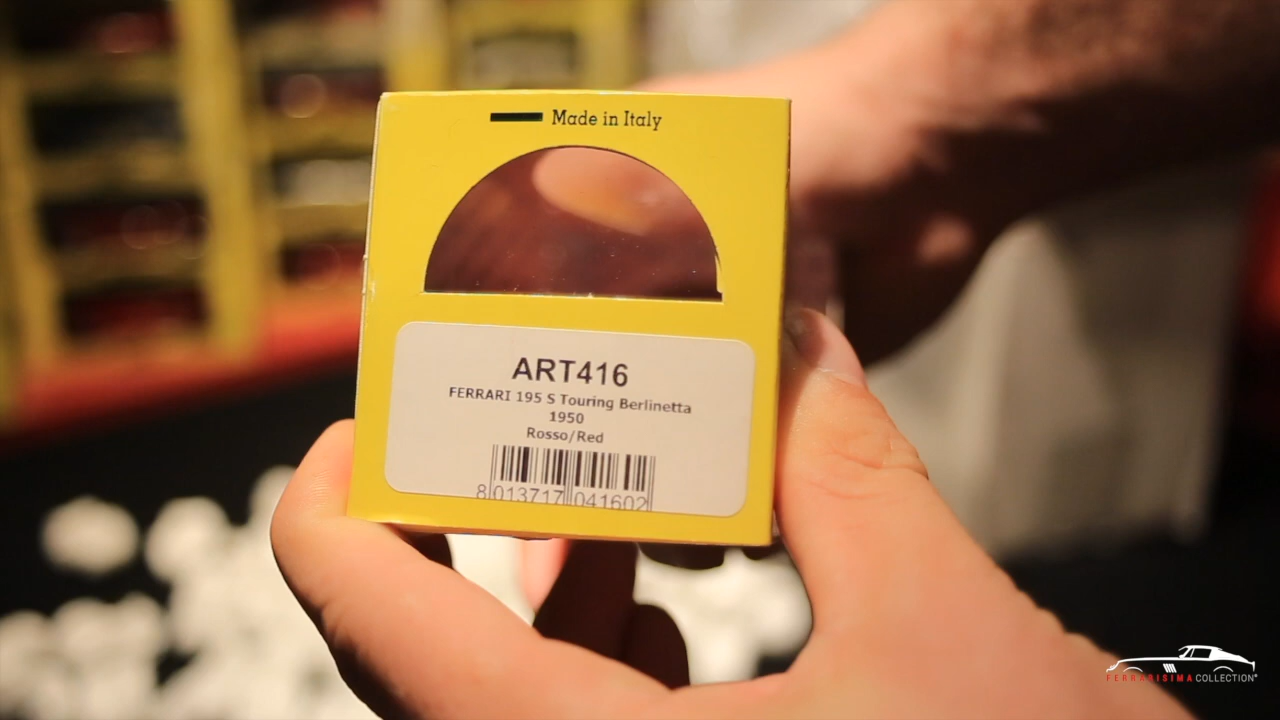 Made in Italy
ART416
FERRARI 195 S Touring Berlinetta
1950
Rosso/Red
8 013717 041602
FERRARISIMA COLLECTION